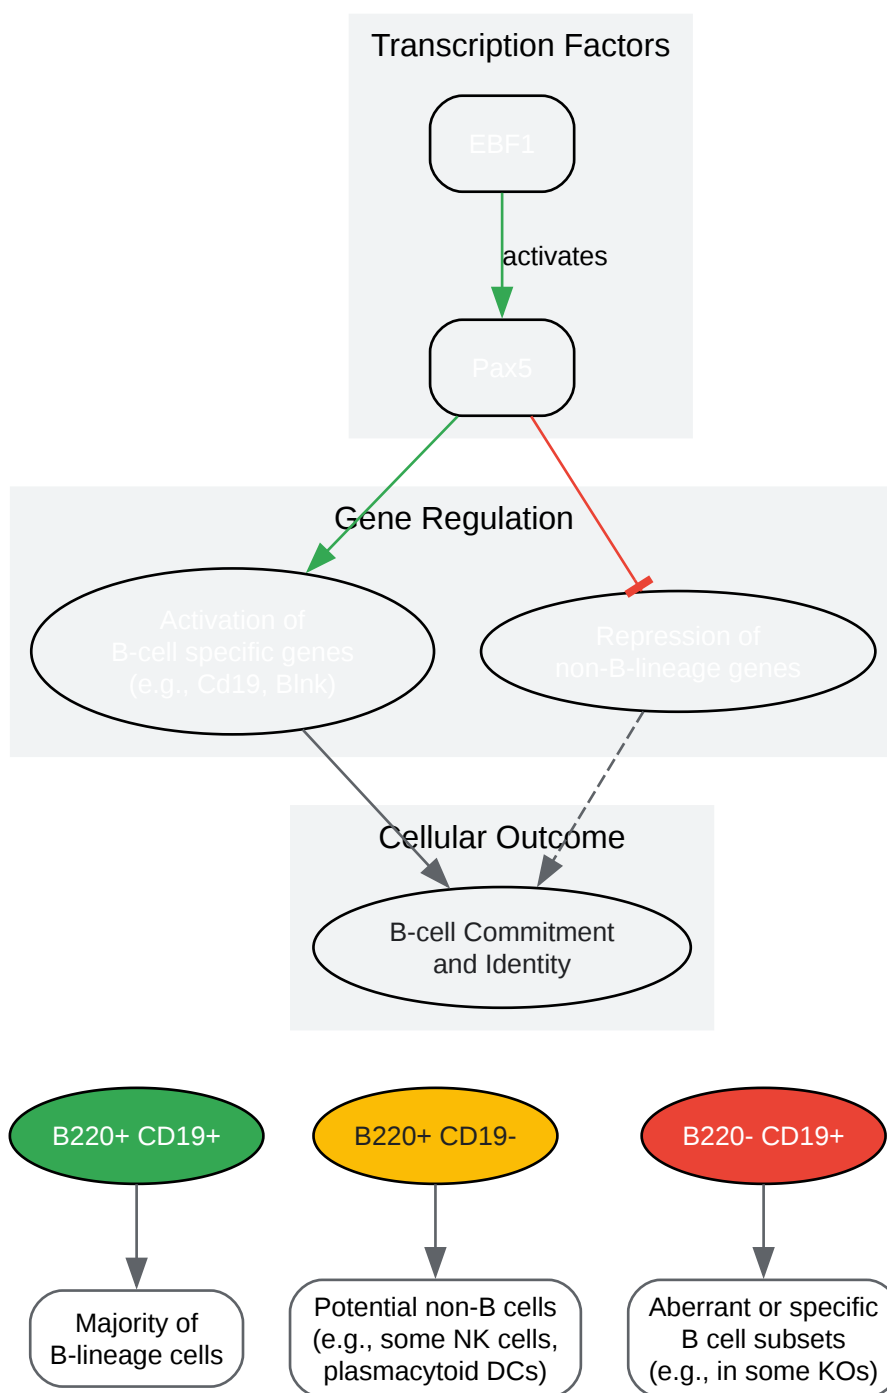 Transcription Factors
EBF1
activates
Pax5
Gene Regulation
Activation of
B-cell specific genes
(e.g., Cd19, Blnk)
Repression of
non-B-lineage genes
Cellular Outcome
B-cell Commitment
and Identity
B220+ CD19+
B220+ CD19-
B220- CD19+
Majority of
B-lineage cells
Potential non-B cells
(e.g., some NK cells,
plasmacytoid DCs)
Aberrant or specific
B cell subsets
(e.g., in some KOs)